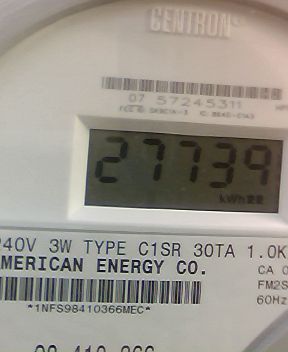 CENTRON
07 57245311
27739
kWh
240V 3W TYPE C1SR 30TA 1.0K
AMERICAN ENERGY CO.
CA 0
FM2S
60Hz
*1NFS98410366MEC*